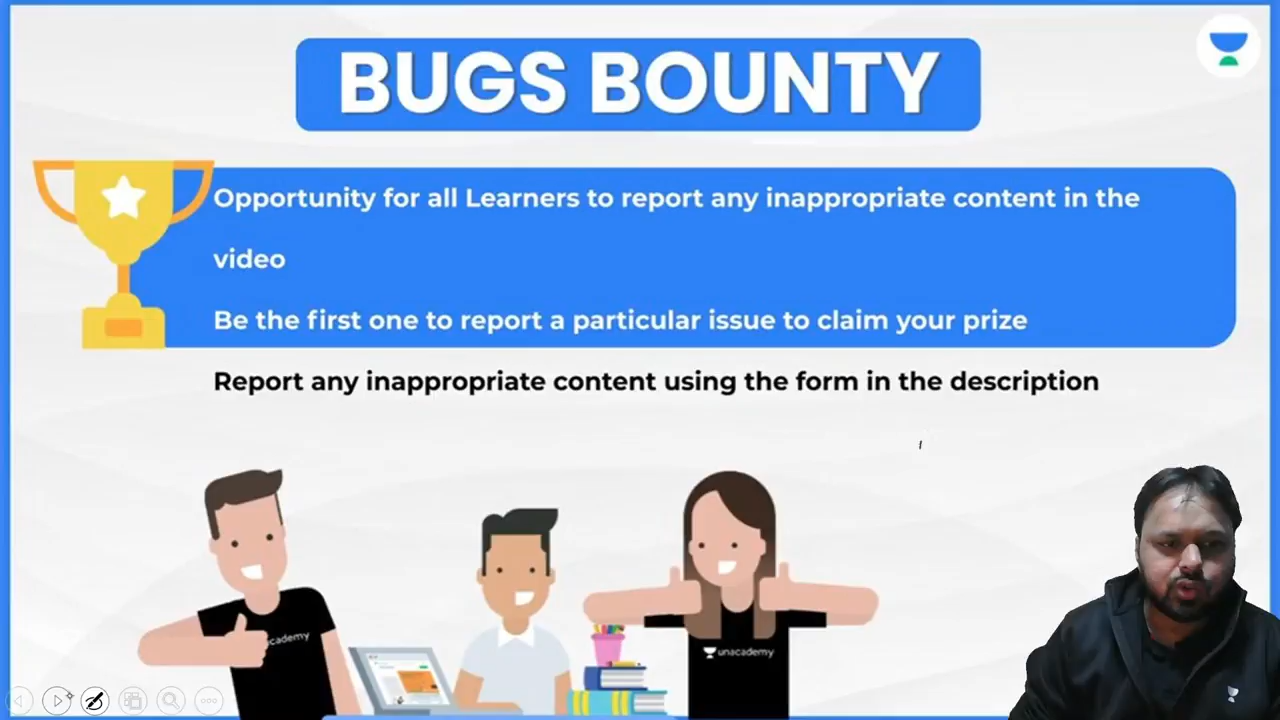 BUGS BOUNTY
Opportunity for all Learners to report any inappropriate content in the
video
Be the first one to report a particular issue to claim your prize
Report any inappropriate content using the form in the description
academy
unacademy